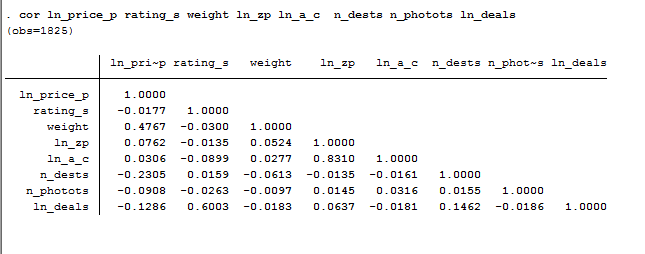 . cor ln_price_p rating_s weight ln_zp ln_a_c  n_dests n_photots ln_deals
(obs=1825)
ln_pri~p rating_s   weight    ln_zp   ln_a_c  n_dests n_phot~s ln_deals
ln_price_p   1.0000
rating_s  -0.0177   1.0000
weight   0.4767  -0.0300   1.0000
ln_zp   0.0762  -0.0135   0.0524   1.0000
ln_a_c   0.0306  -0.0899   0.0277   0.8310   1.0000
n_dests  -0.2305   0.0159  -0.0613  -0.0135  -0.0161   1.0000
n_photots  -0.0908  -0.0263  -0.0097   0.0145   0.0316   0.0155   1.0000
ln_deals  -0.1286   0.6003  -0.0183   0.0637  -0.0181   0.1462  -0.0186   1.0000